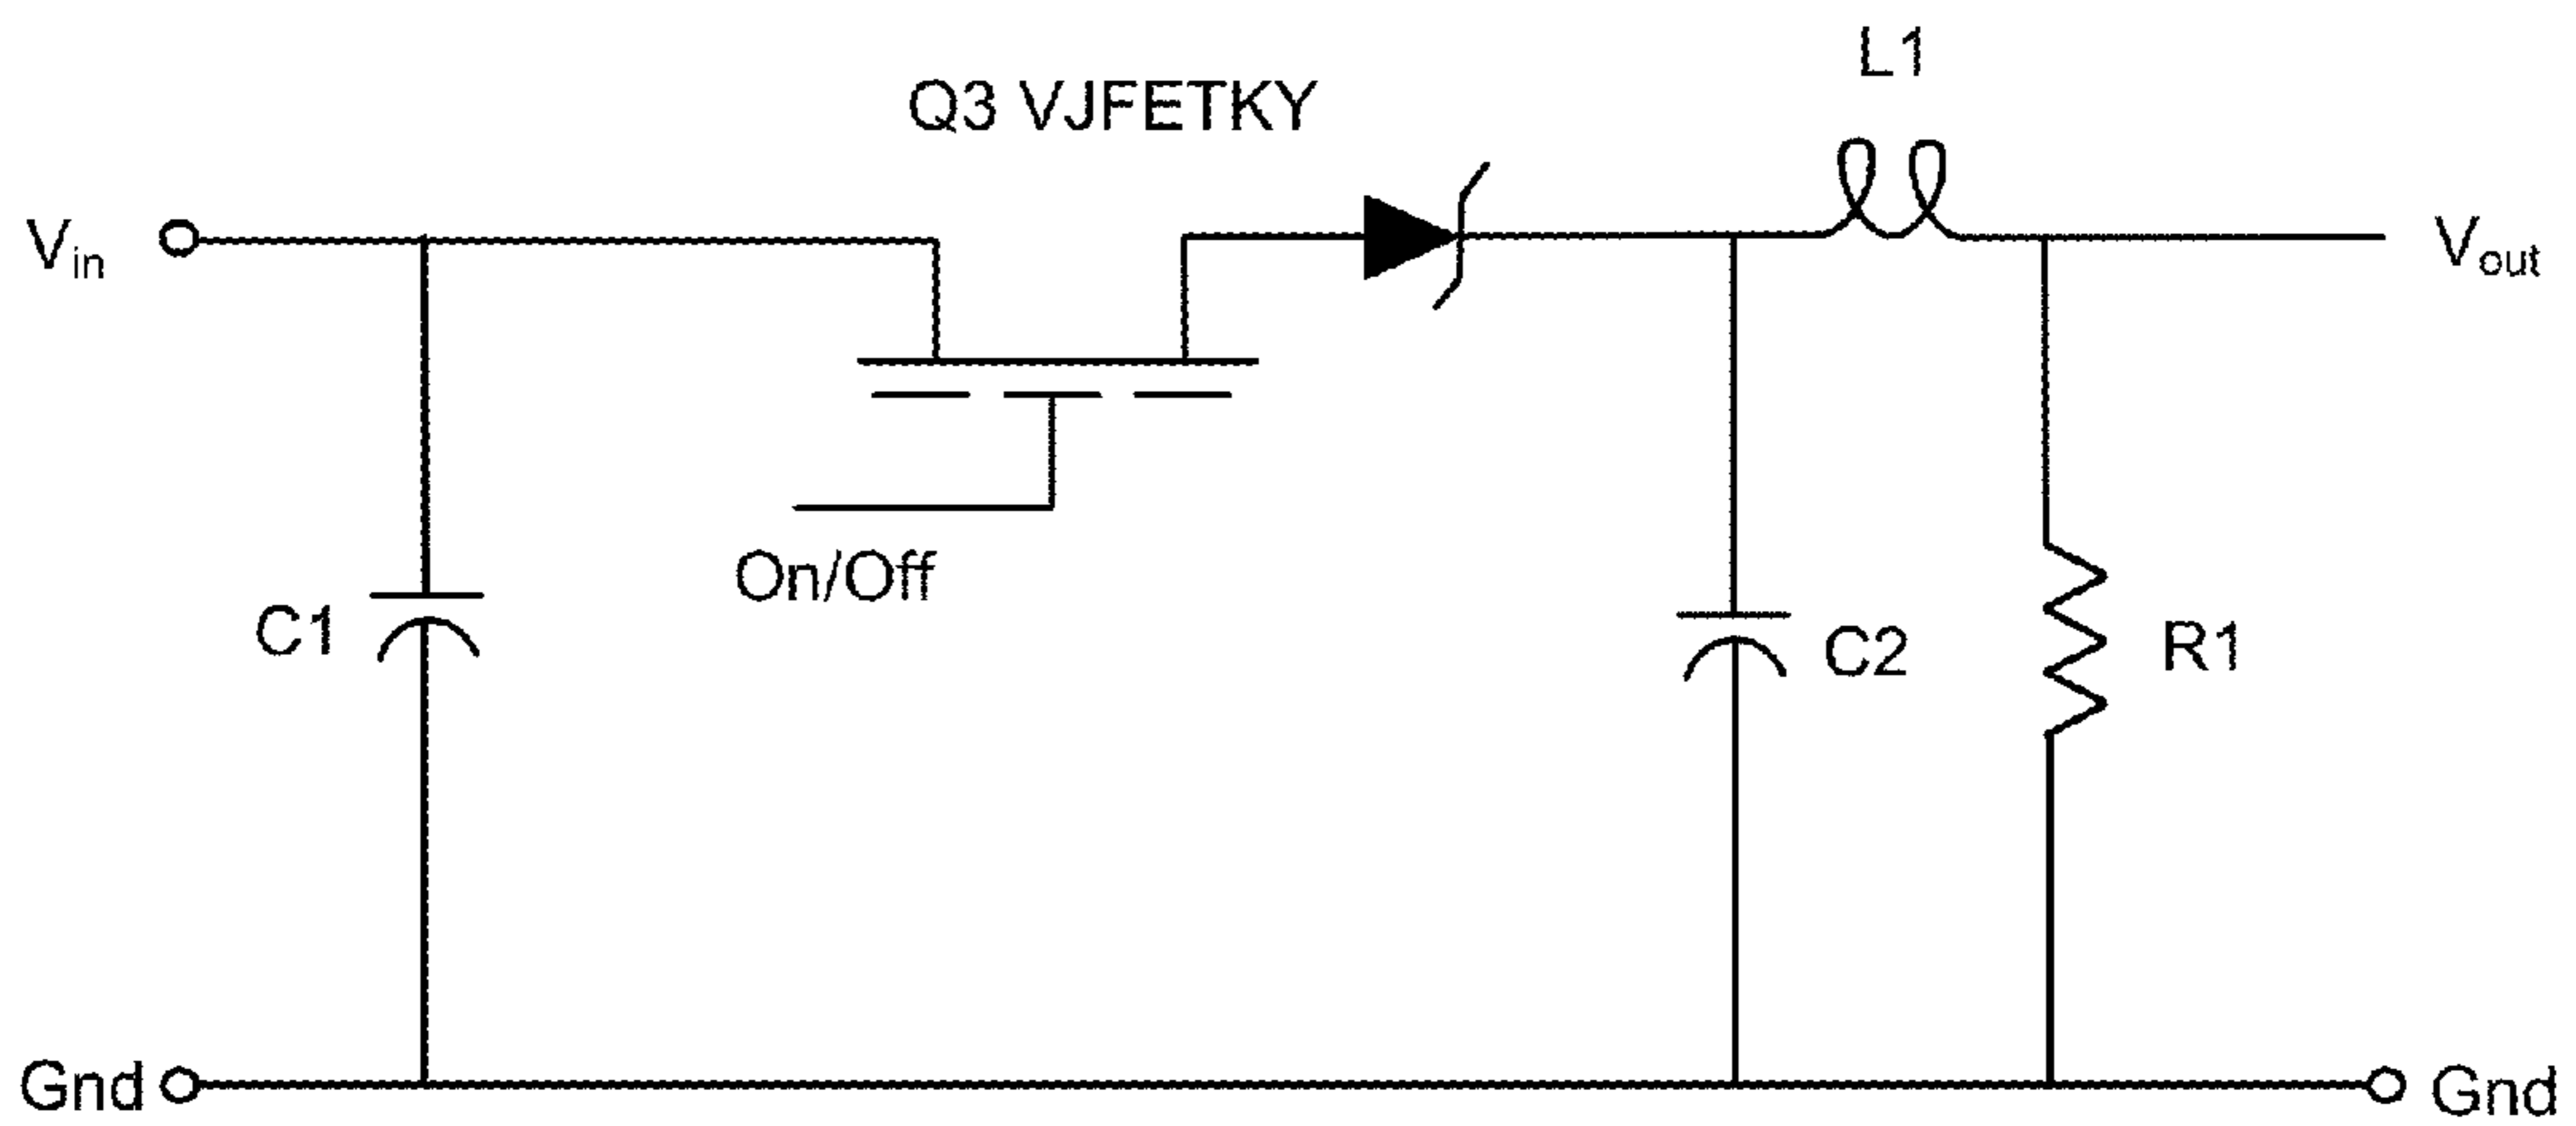 L1
Q3 VJFETKY
Vin
Vout
On/Off
C1
C2
R1
Gnd
Gnd